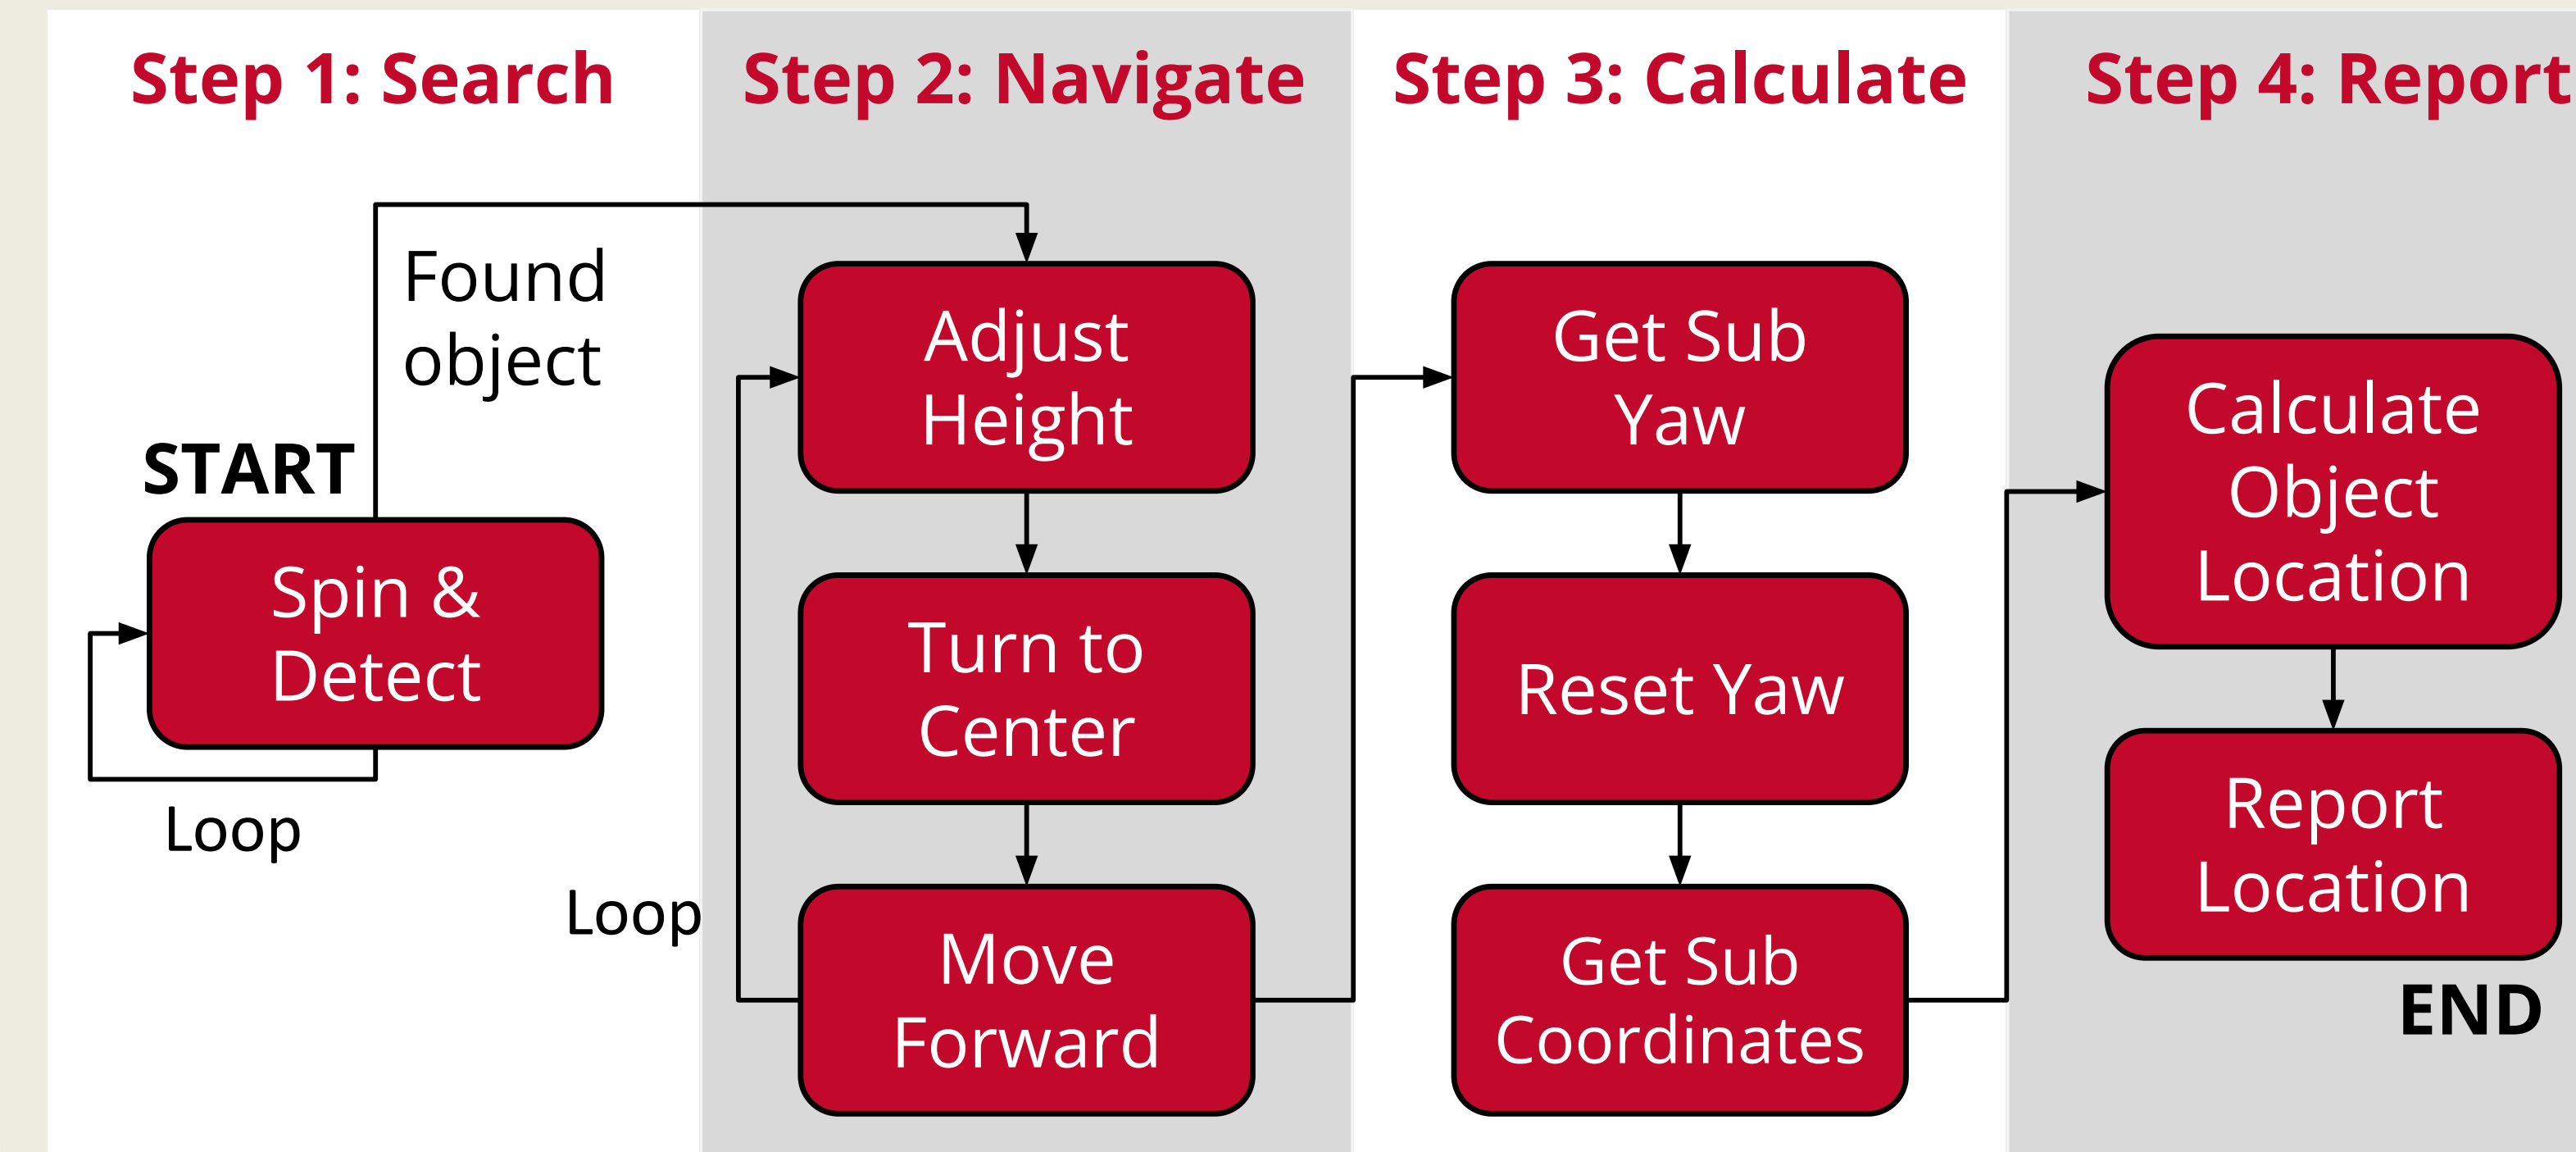 Step 1: Search
Found
object
START
Spin &
Detect
Loop
Loop
Step 2: Navigate
Adjust
Height
Turn to
Center
Move
Forward
Step 3: Calculate
Get Sub
Yaw
Reset Yaw
Get Sub
Coordinates
Step 4: Report
Calculate
Object
Location
Report
Location
END